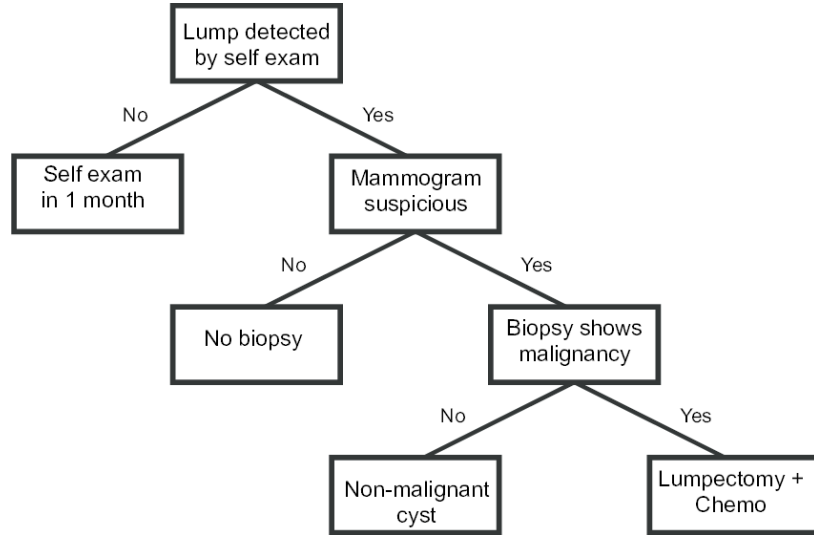 Lump detected
by self exam
No
Yes
Self exam
in 1 month
Mammogram
suspicious
No
Yes
No biopsy
Biopsy shows
malignancy
No
Yes
Non-malignant
cyst
Lumpectomy +
Chemo